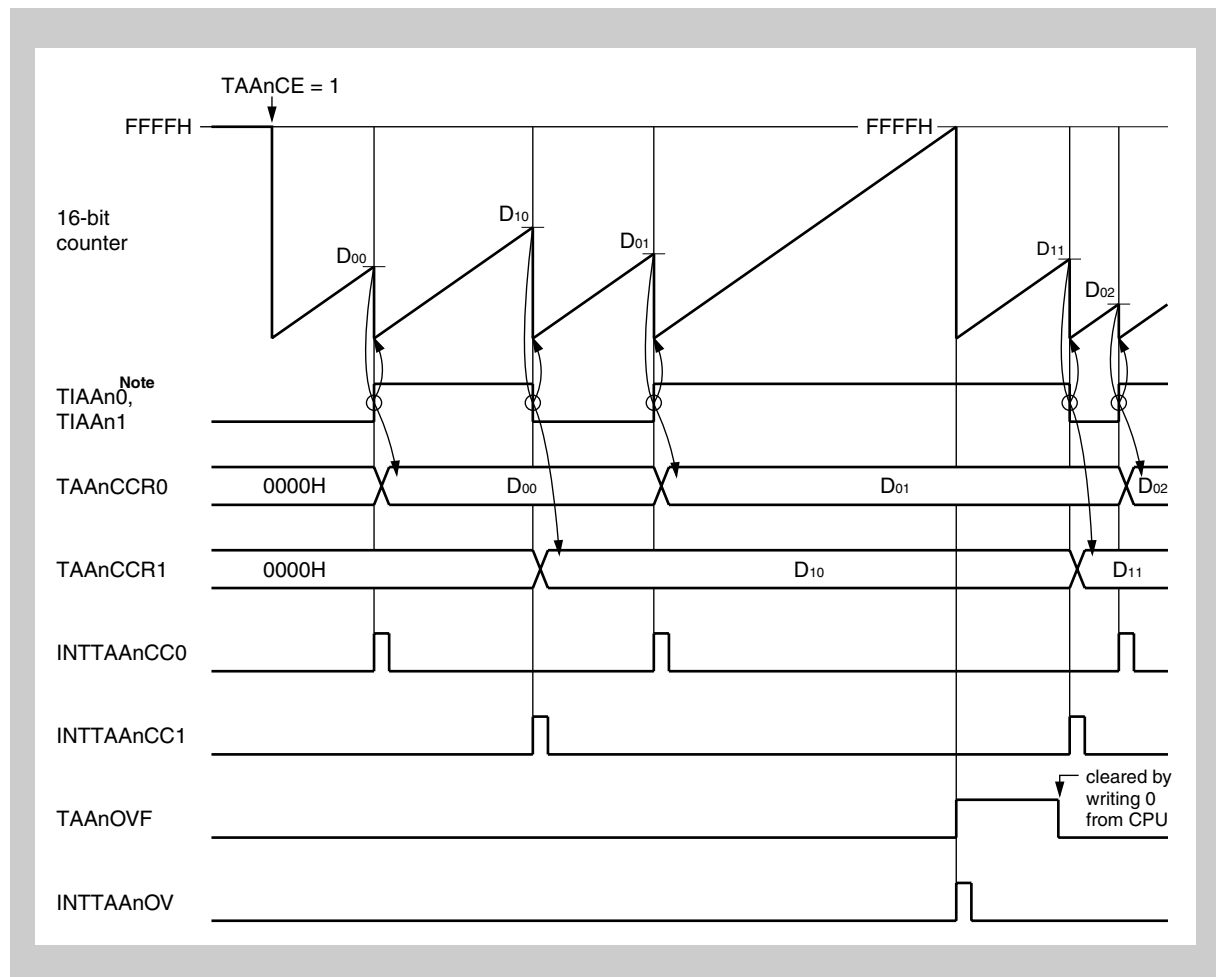 TAAnCE = 1
FFFFH
FFFFH
16-bit
counter
D00
D10
D01
D11
D02
Note
TIAAn0,
TIAAn1
TAAnCCR0
0000H
D00
D01
D02
TAAnCCR1
0000H
D10
D11
INTTAAnCC0
INTTAAnCC1
TAAnOVF
cleared by
writing 0
from CPU
INTTAAnOV